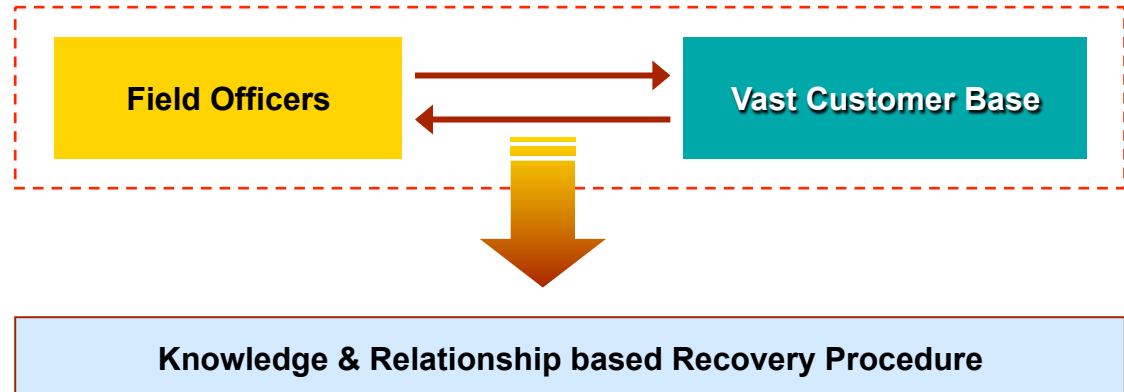 Field Officers
Vast Customer Base
Knowledge & Relationship based Recovery Procedure